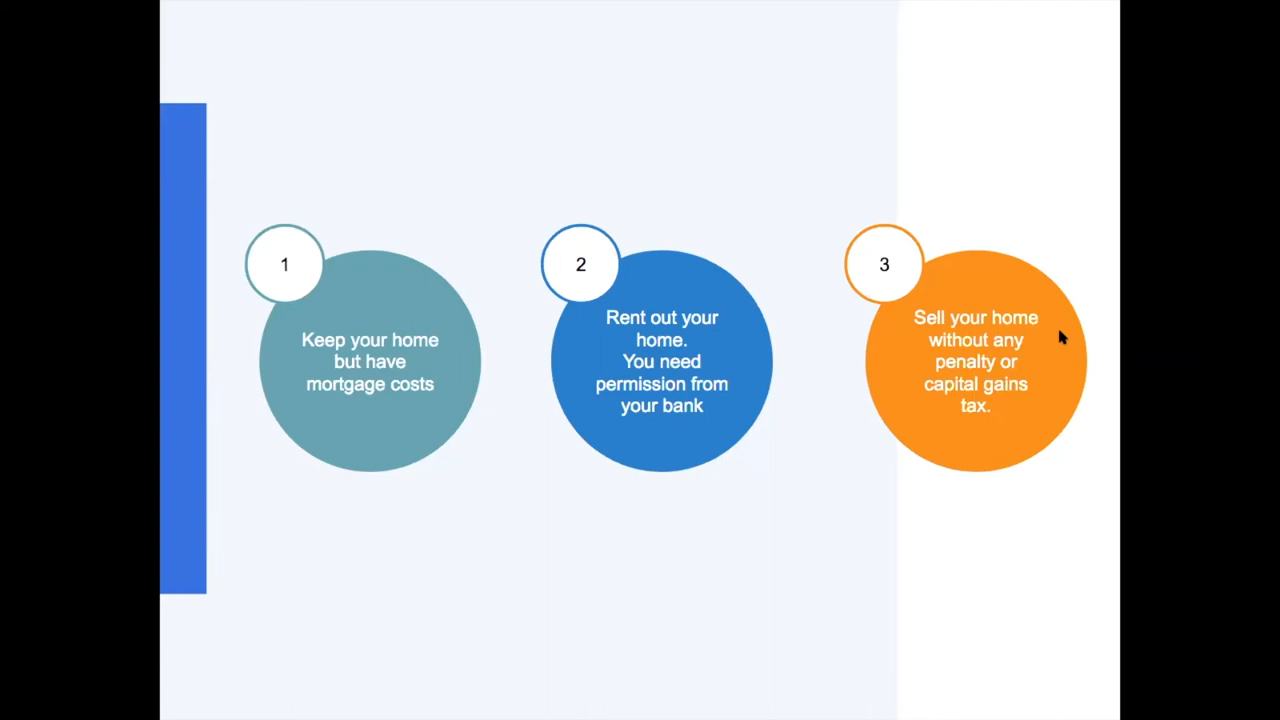 1
Keep your home
but have
mortgage costs
2
Rent out your
home.
You need
permission from
your bank
3
Sell your home
without any
penalty or
capital gains
tax.